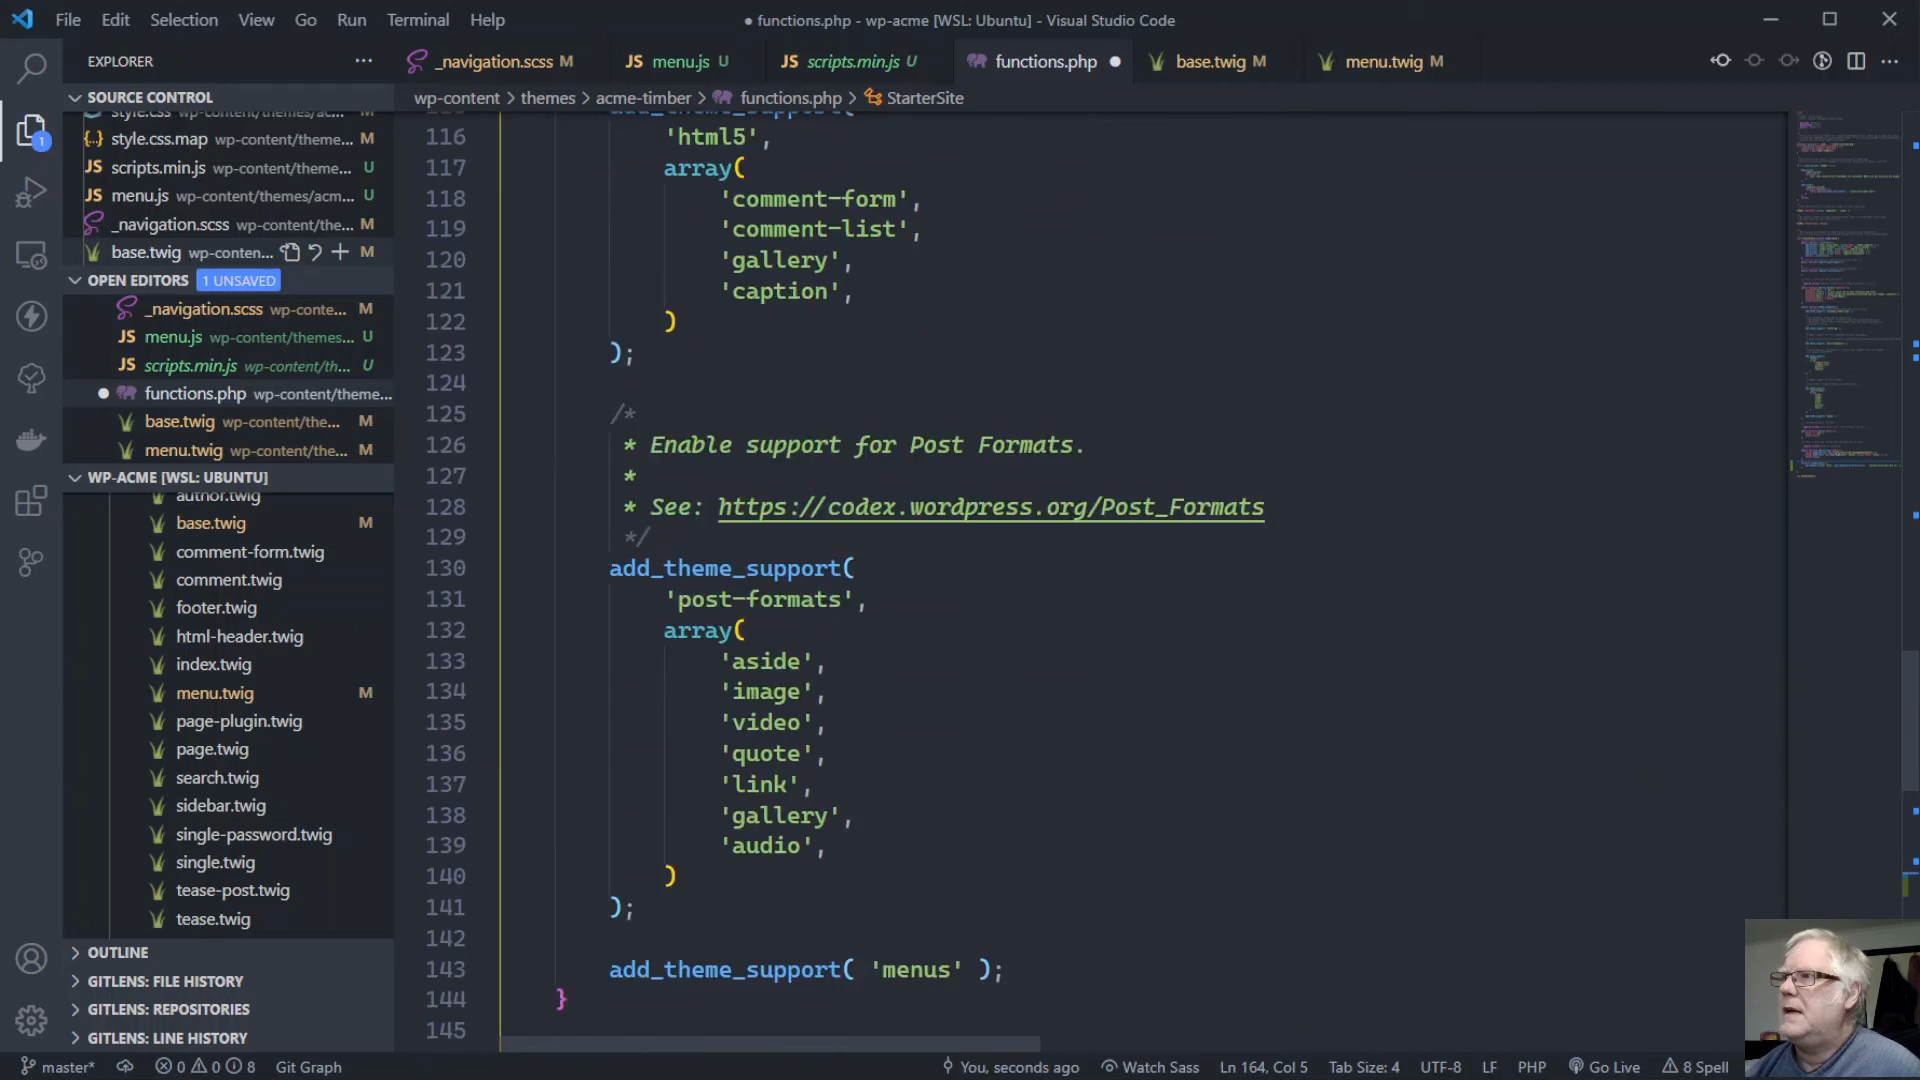 File Edit Selection View Go Run Terminal Help
● functions.php - wp-acme [WSL: Ubuntu] - Visual Studio Code
EXPLORER
SOURCE CONTROL
style.css wp-content/themes/ac... M
style.css.map wp-content/theme... M
scripts.min.js wp-content/theme... U
menu.js wp-content/themes/acm... U
_navigation.scss wp-content/the... M
base.twig wp-conten... M
OPEN EDITORS 1 UNSAVED
_navigation.scss wp-conte... M
menu.js wp-content/themes... U
scripts.min.js wp-content/th... U
functions.php wp-content/theme...
base.twig wp-content/the... M
menu.twig wp-content/the... M
WP-ACME [WSL: UBUNTU]
author.twig
base.twig M
comment-form.twig
comment.twig
footer.twig
html-header.twig
index.twig
menu.twig M
page-plugin.twig
page.twig
search.twig
sidebar.twig
single-password.twig
single.twig
tease-post.twig
tease.twig
OUTLINE
GITLENS: FILE HISTORY
GITLENS: REPOSITORIES
GITLENS: LINE HISTORY
_navigation.scss M JS menu.js U JS scripts.min.js U functions.php ● base.twig M menu.twig M
wp-content > themes > acme-timber > functions.php > StarterSite
add_theme_support(
116 'html5',
117 array(
118 'comment-form',
119 'comment-list',
120 'gallery',
121 'caption',
122 )
123 );
124
125 /*
126 * Enable support for Post Formats.
127 *
128 * See: https://codex.wordpress.org/Post_Formats
129 */
130 add_theme_support(
131 'post-formats',
132 array(
133 'aside',
134 'image',
135 'video',
136 'quote',
137 'link',
138 'gallery',
139 'audio',
140 )
141 );
142
143 add_theme_support( 'menus' );
144 }
145
master* 0 0 8 Git Graph You, seconds ago Watch Sass Ln 164, Col 5 Tab Size: 4 UTF-8 LF PHP Go Live 8 Spell